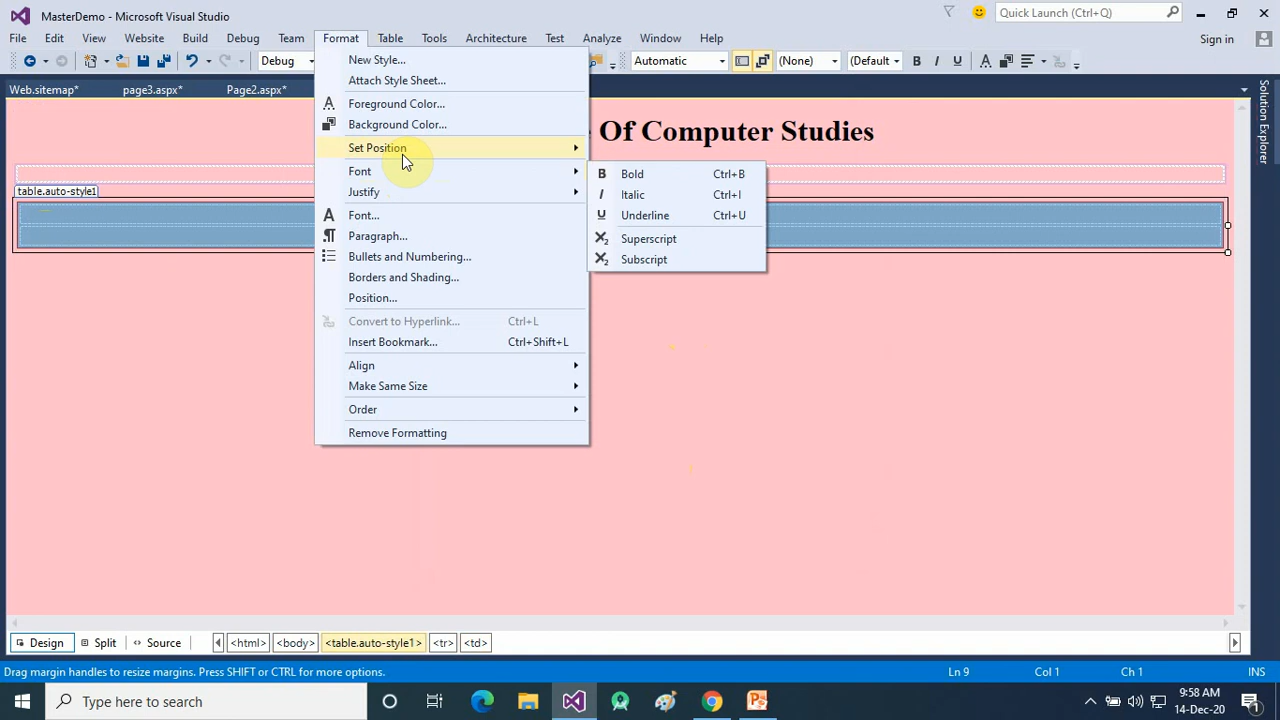 MasterDemo - Microsoft Visual Studio
Quick Launch (Ctrl+Q)
File Edit View Website Build Debug Team Format Table Tools Architecture Test Analyze Window Help
Sign in
Debug
Automatic
(None)
(Default
B I U
Web.sitemap* page3.aspx* Page2.aspx*
Solution Explorer
New Style...
Attach Style Sheet...
Foreground Color...
Background Color...
Set Position
Font
Justify
Font...
Paragraph...
Bullets and Numbering...
Borders and Shading...
Position...
Convert to Hyperlink... Ctrl+L
Insert Bookmark... Ctrl+Shift+L
Align
Make Same Size
Order
Remove Formatting
B Bold Ctrl+B
I Italic Ctrl+I
U Underline Ctrl+U
X₂ Superscript
X₂ Subscript
Of Computer Studies
table.auto-style1
Design Split Source <html> <body> <table.auto-style1> <tr> <td>
Drag margin handles to resize margins. Press SHIFT or CTRL for more options.
Ln 9 Col 1 Ch 1 INS
Type here to search
9:58 AM
14-Dec-20